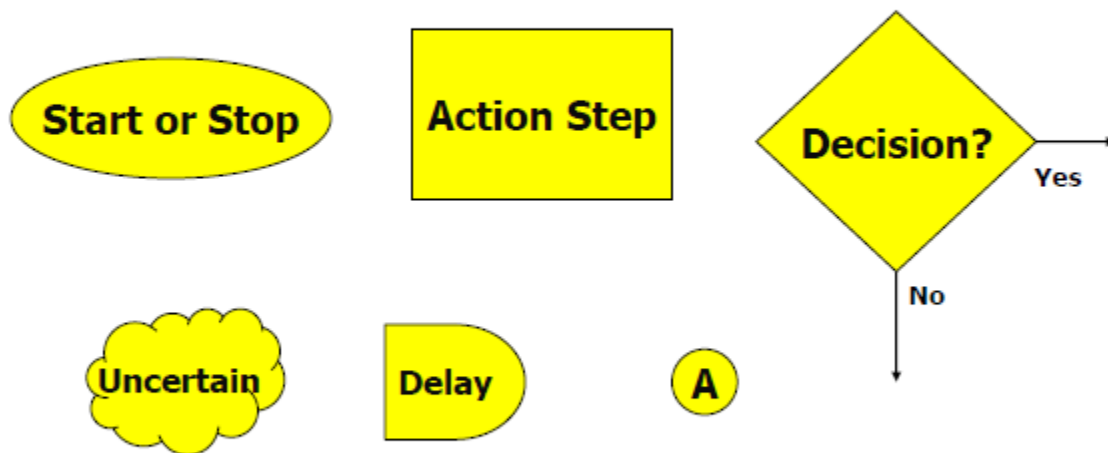 Start or Stop
Action Step
Decision?
Yes
No
Uncertain
Delay
A